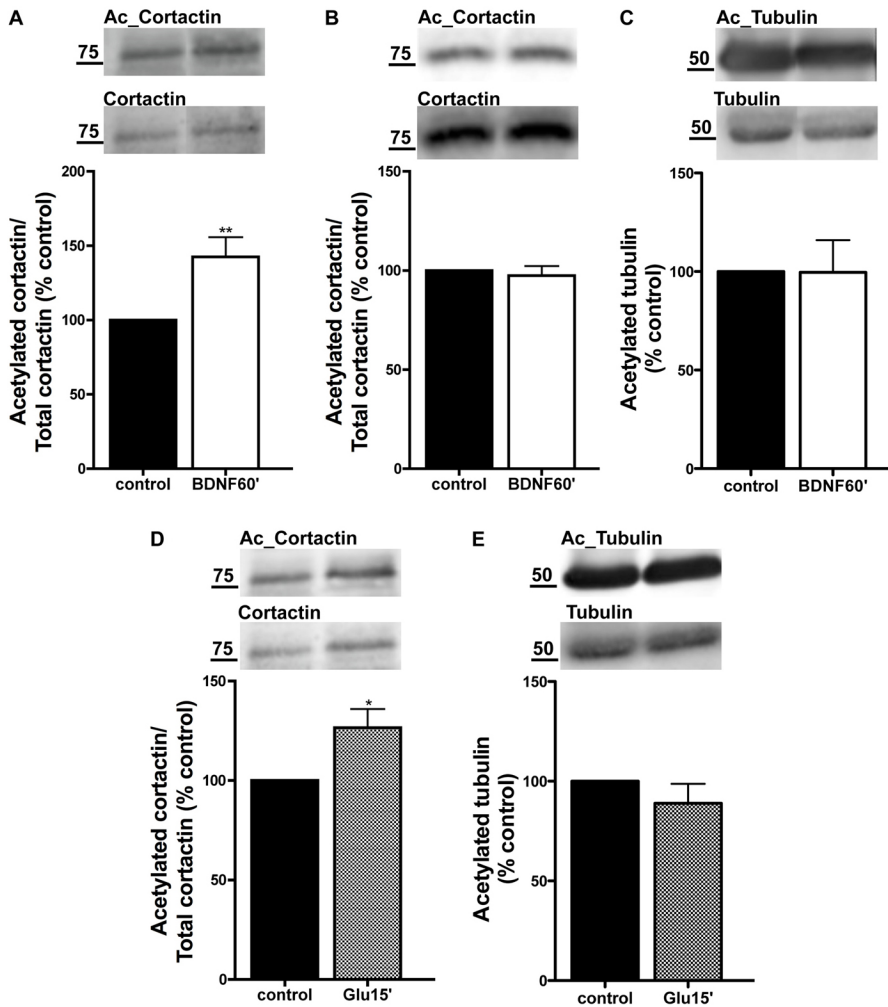 A
Ac_Cortactin
75
Cortactin
75
Acetylated cortactin/
Total cortactin (% control)
200
150
100
50
0
**
control
BDNF60'
B
Ac_Cortactin
75
Cortactin
75
Acetylated cortactin/
Total cortactin (% control)
150
100
50
0
control
BDNF60'
C
Ac_Tubulin
50
Tubulin
50
Acetylated tubulin
(% control)
150
100
50
0
control
BDNF60'
D
Ac_Cortactin
75
Cortactin
75
Acetylated cortactin/
Total cortactin (% control)
150
100
50
0
*
control
Glu15'
E
Ac_Tubulin
50
Tubulin
50
Acetylated tubulin
(% control)
150
100
50
0
control
Glu15'